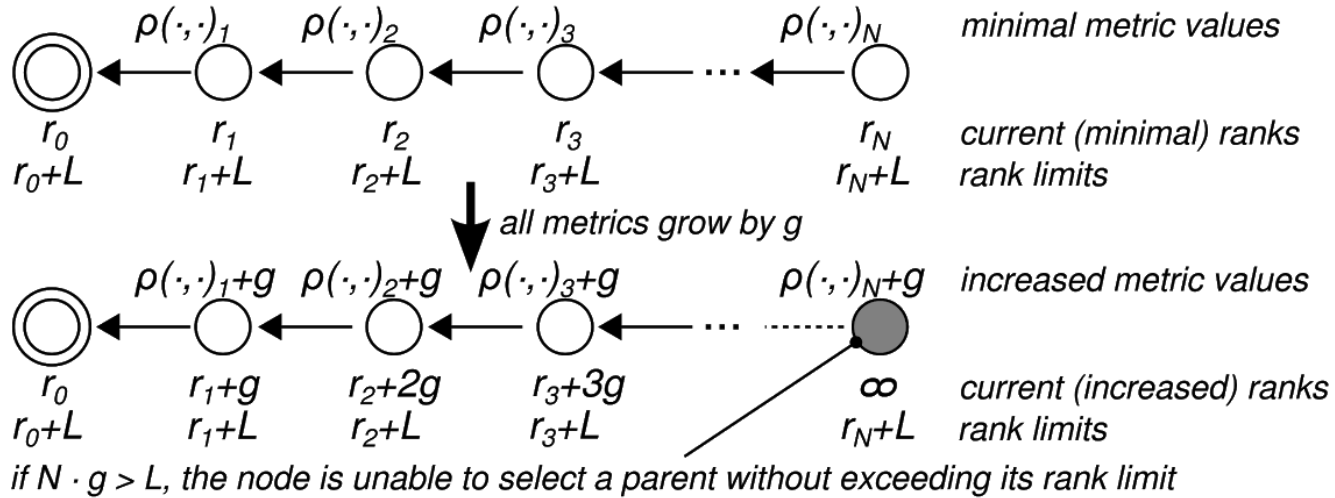 ρ(·,·)₁ ρ(·,·)₂ ρ(·,·)₃ ρ(·,·)N minimal metric values
...
r₀ r₁ r₂ r₃ rN current (minimal) ranks
r₀+L r₁+L r₂+L r₃+L rN+L rank limits
all metrics grow by g
ρ(·,·)₁+g ρ(·,·)₂+g ρ(·,·)₃+g ρ(·,·)N+g increased metric values
...
r₀ r₁+g r₂+2g r₃+3g ∞ current (increased) ranks
r₀+L r₁+L r₂+L r₃+L rN+L rank limits
if N · g > L, the node is unable to select a parent without exceeding its rank limit